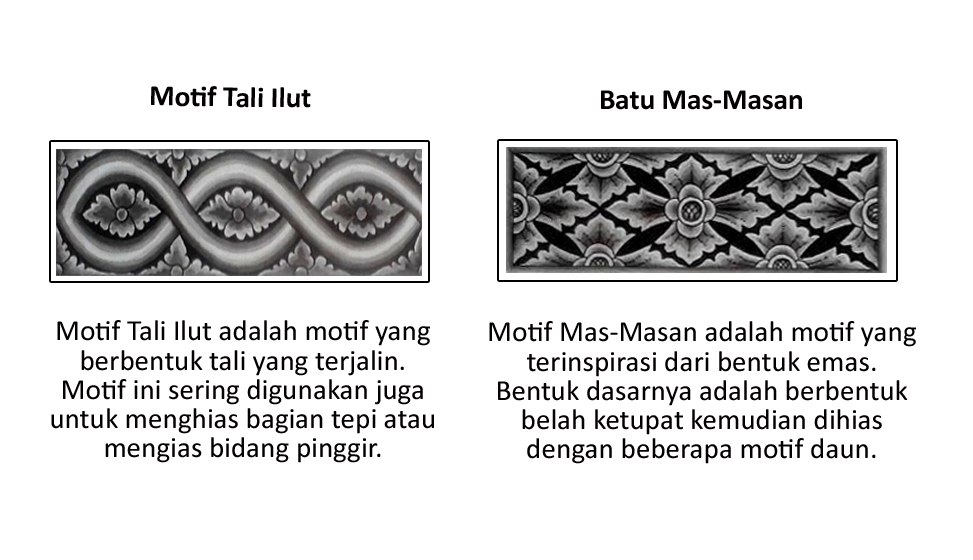 Motif Tali Ilut
Motif Tali Ilut adalah motif yang
berbentuk tali yang terjalin.
Motif ini sering digunakan juga
untuk menghias bagian tepi atau
mengias bidang pinggir.
Batu Mas-Masan
Motif Mas-Masan adalah motif yang
terinspirasi dari bentuk emas.
Bentuk dasarnya adalah berbentuk
belah ketupat kemudian dihias
dengan beberapa motif daun.